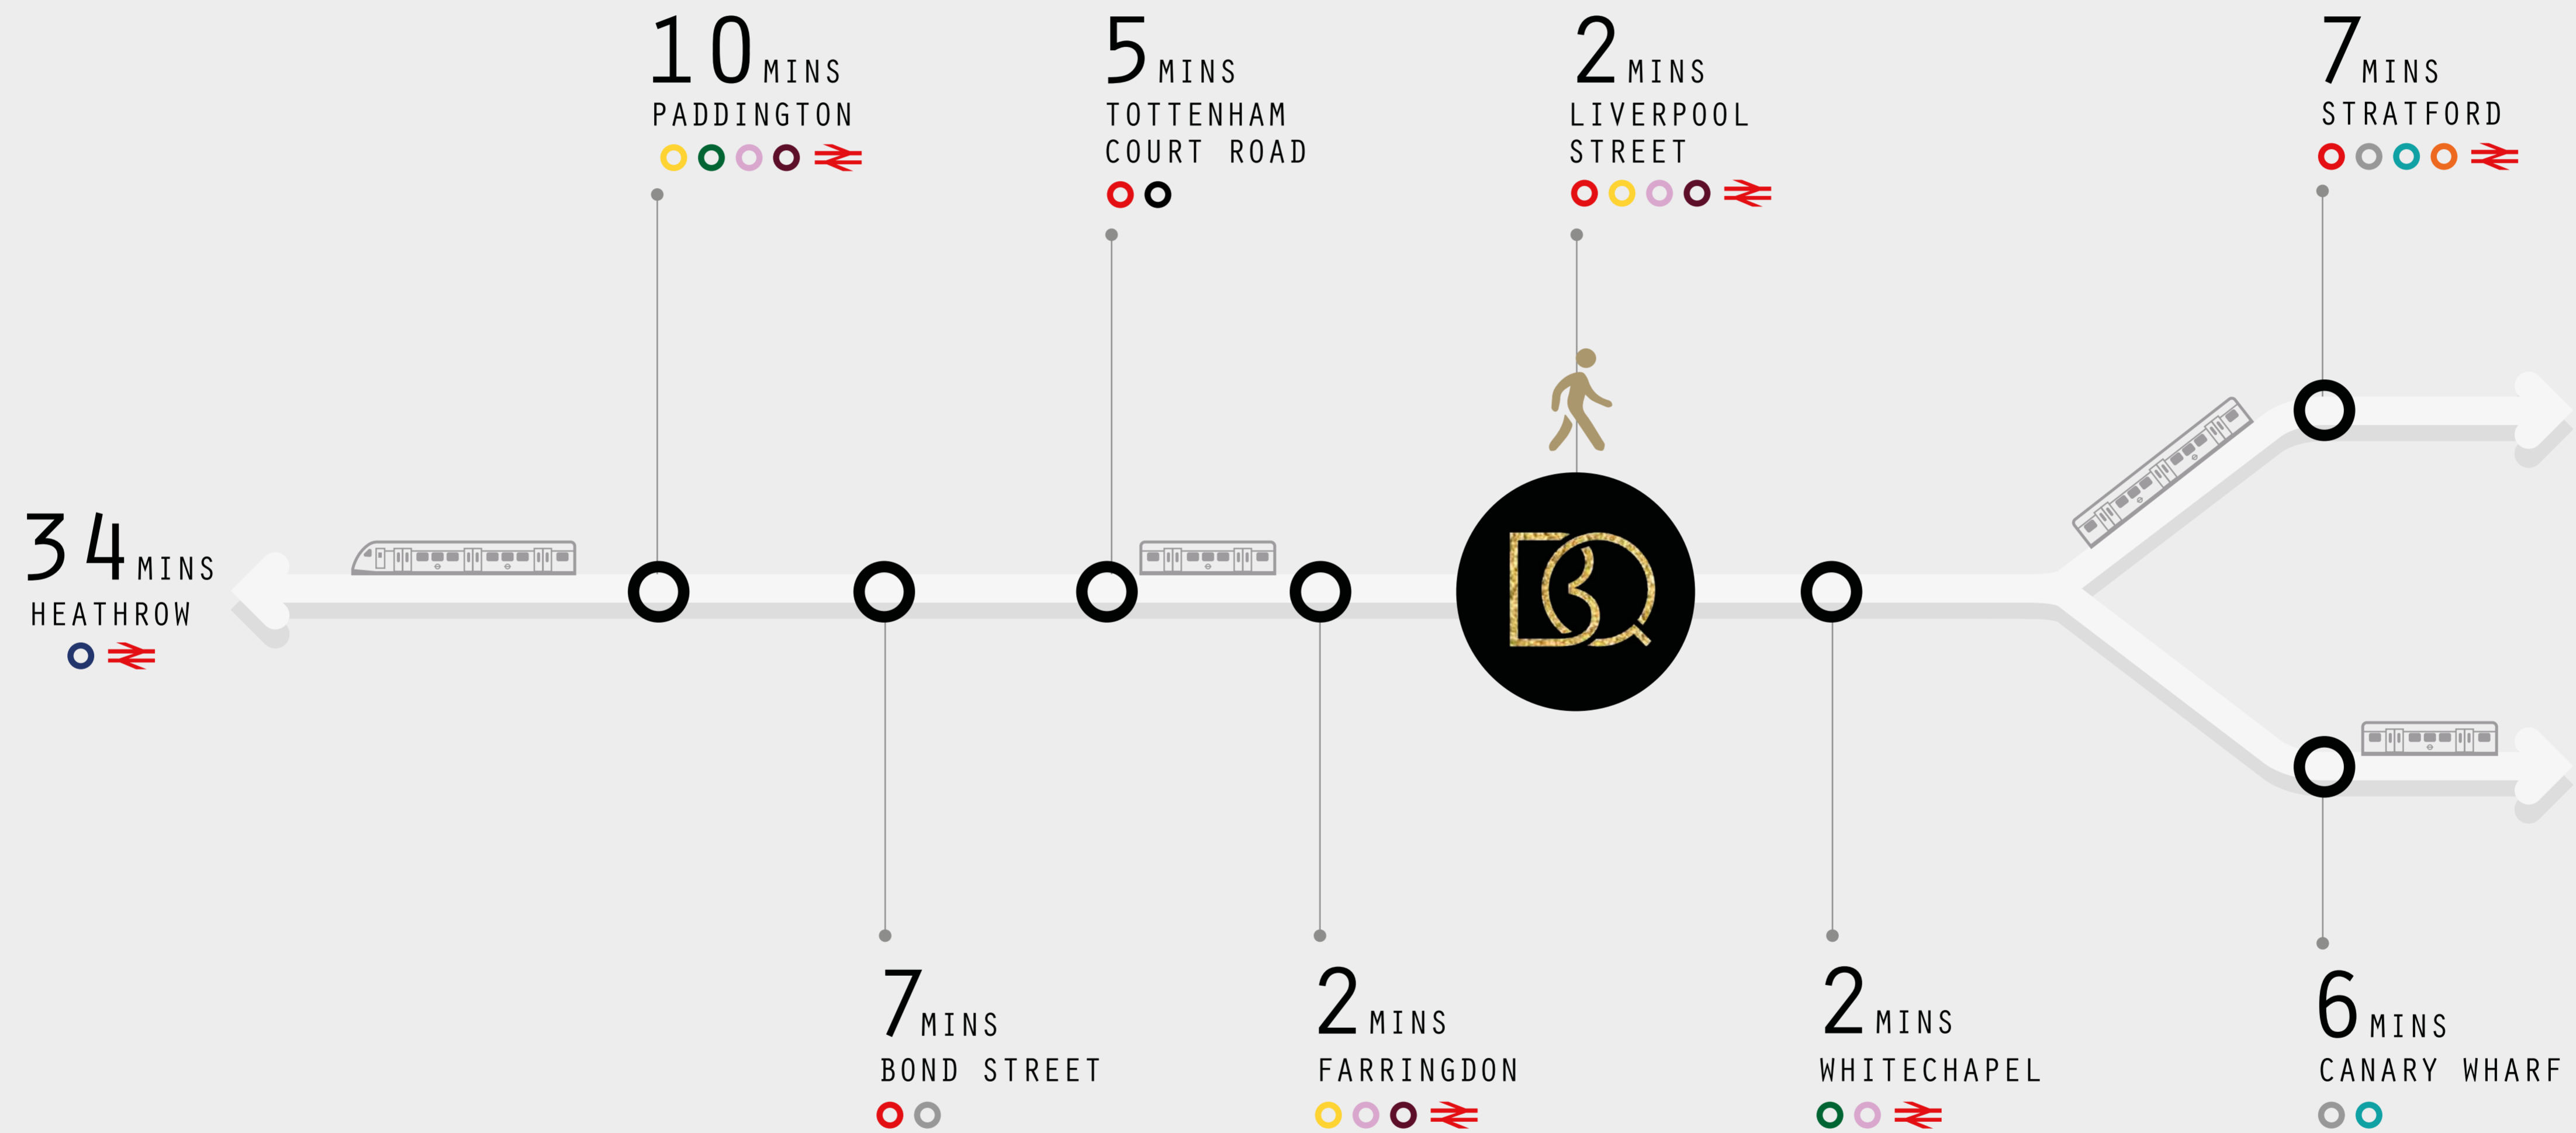 10 MINS
PADDINGTON
5 MINS
TOTTENHAM
COURT ROAD
2 MINS
LIVERPOOL
STREET
7 MINS
STRATFORD
34 MINS
HEATHROW
BQ
7 MINS
BOND STREET
2 MINS
FARRINGDON
2 MINS
WHITECHAPEL
6 MINS
CANARY WHARF